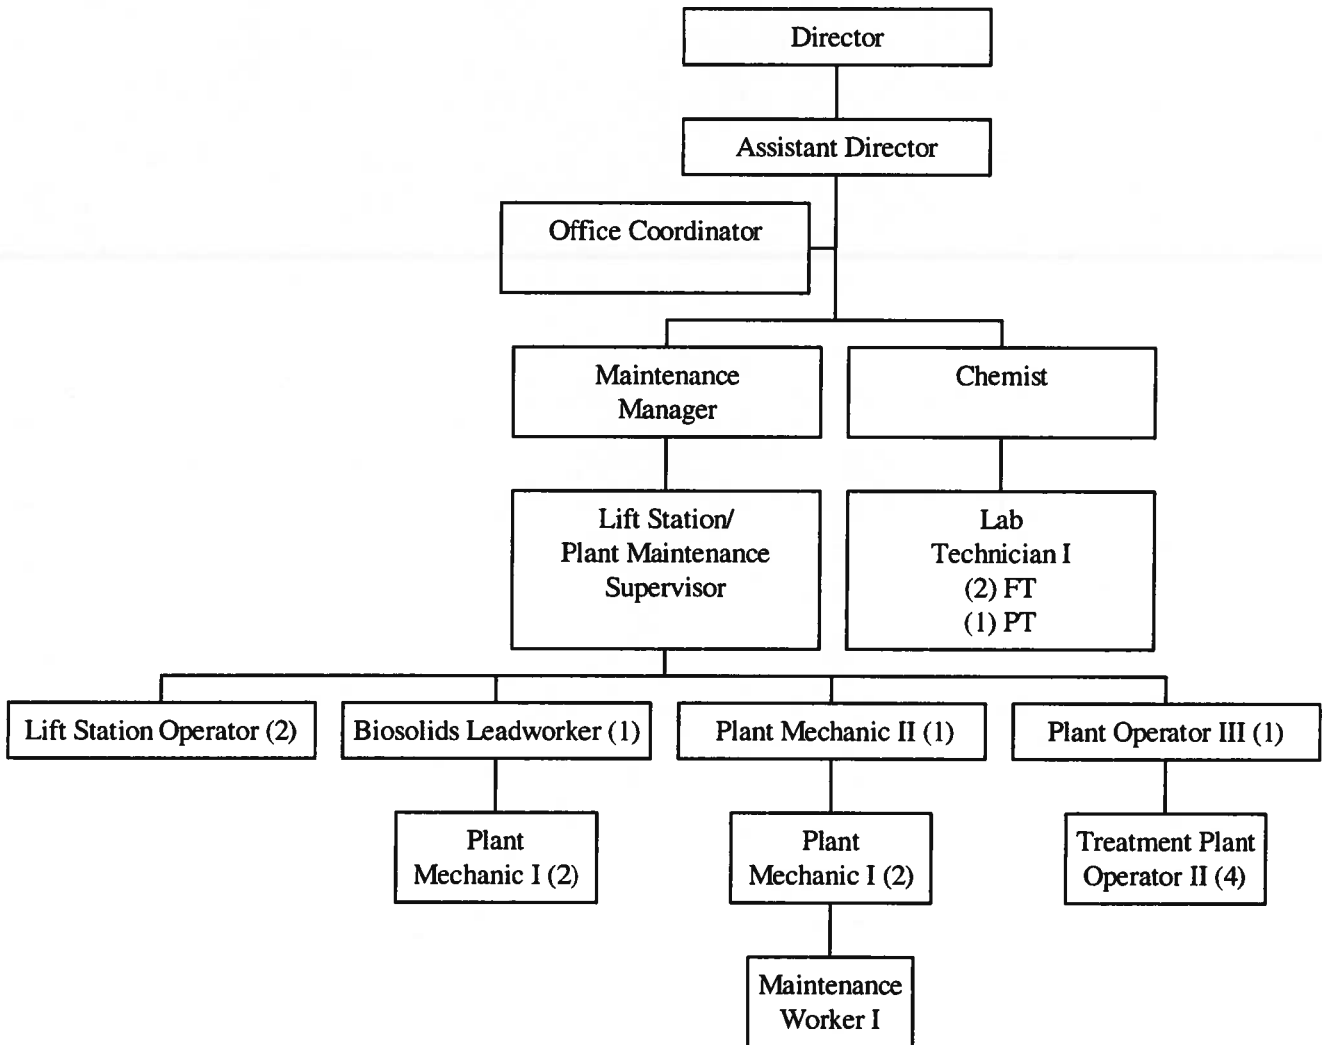 Director
Assistant Director
Office Coordinator
Maintenance
Manager
Chemist
Lift Station/
Plant Maintenance
Supervisor
Lab
Technician I
(2) FT
(1) PT
Lift Station Operator (2)
Biosolids Leadworker (1)
Plant Mechanic II (1)
Plant Operator III (1)
Plant
Mechanic I (2)
Plant
Mechanic I (2)
Treatment Plant
Operator II (4)
Maintenance
Worker I